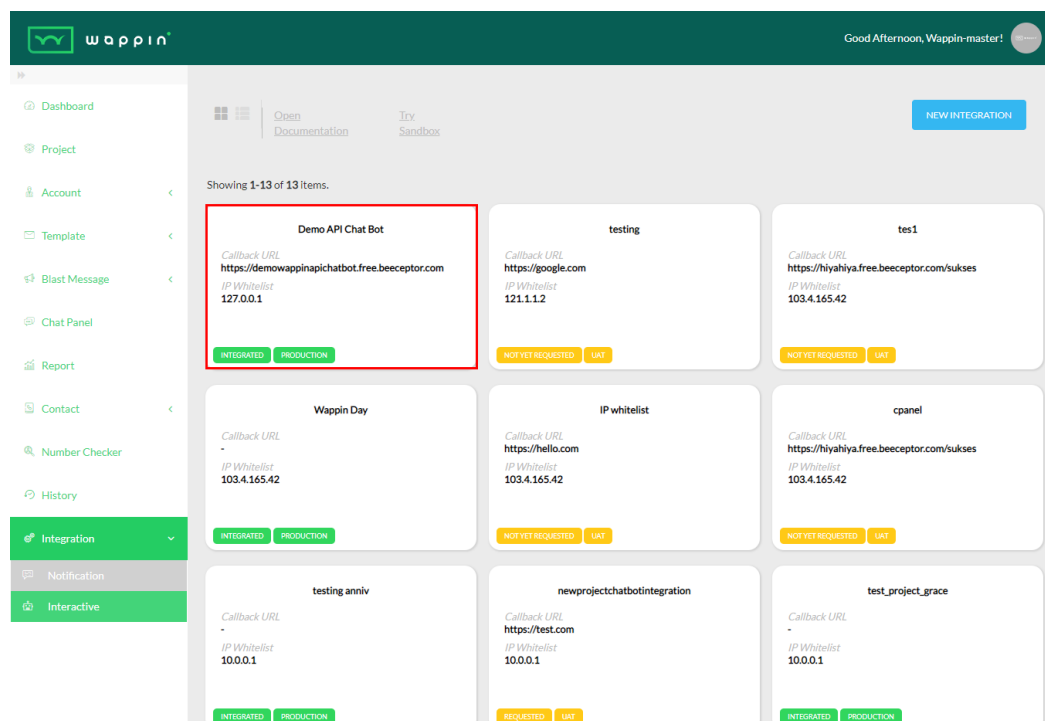 wappin
Good Afternoon, Wappin-master!
Dashboard
Project
Account
Template
Blast Message
Chat Panel
Report
Contact
Number Checker
History
Integration
Notification
Interactive
Open
Documentation
Try
Sandbox
NEW INTEGRATION
Showing 1-13 of 13 items.
Demo API Chat Bot
Callback URL
https://demowappinapichatbot.free.beeceptor.com
IP Whitelist
127.0.0.1
INTEGRATED PRODUCTION
testing
Callback URL
https://google.com
IP Whitelist
121.1.1.2
NOT YET REQUESTED UAT
tes1
Callback URL
https://hiyahiya.free.beeceptor.com/sukses
IP Whitelist
103.4.165.42
NOT YET REQUESTED UAT
Wappin Day
Callback URL
-
IP Whitelist
103.4.165.42
INTEGRATED PRODUCTION
IP whitelist
Callback URL
https://hello.com
IP Whitelist
103.4.165.42
NOT YET REQUESTED UAT
cpanel
Callback URL
https://hiyahiya.free.beeceptor.com/sukses
IP Whitelist
103.4.165.42
NOT YET REQUESTED UAT
testing anniv
Callback URL
-
IP Whitelist
10.0.0.1
INTEGRATED PRODUCTION
newprojectchatbotintegration
Callback URL
https://test.com
IP Whitelist
10.0.0.1
REQUESTED UAT
test_project_grace
Callback URL
-
IP Whitelist
10.0.0.1
INTEGRATED PRODUCTION